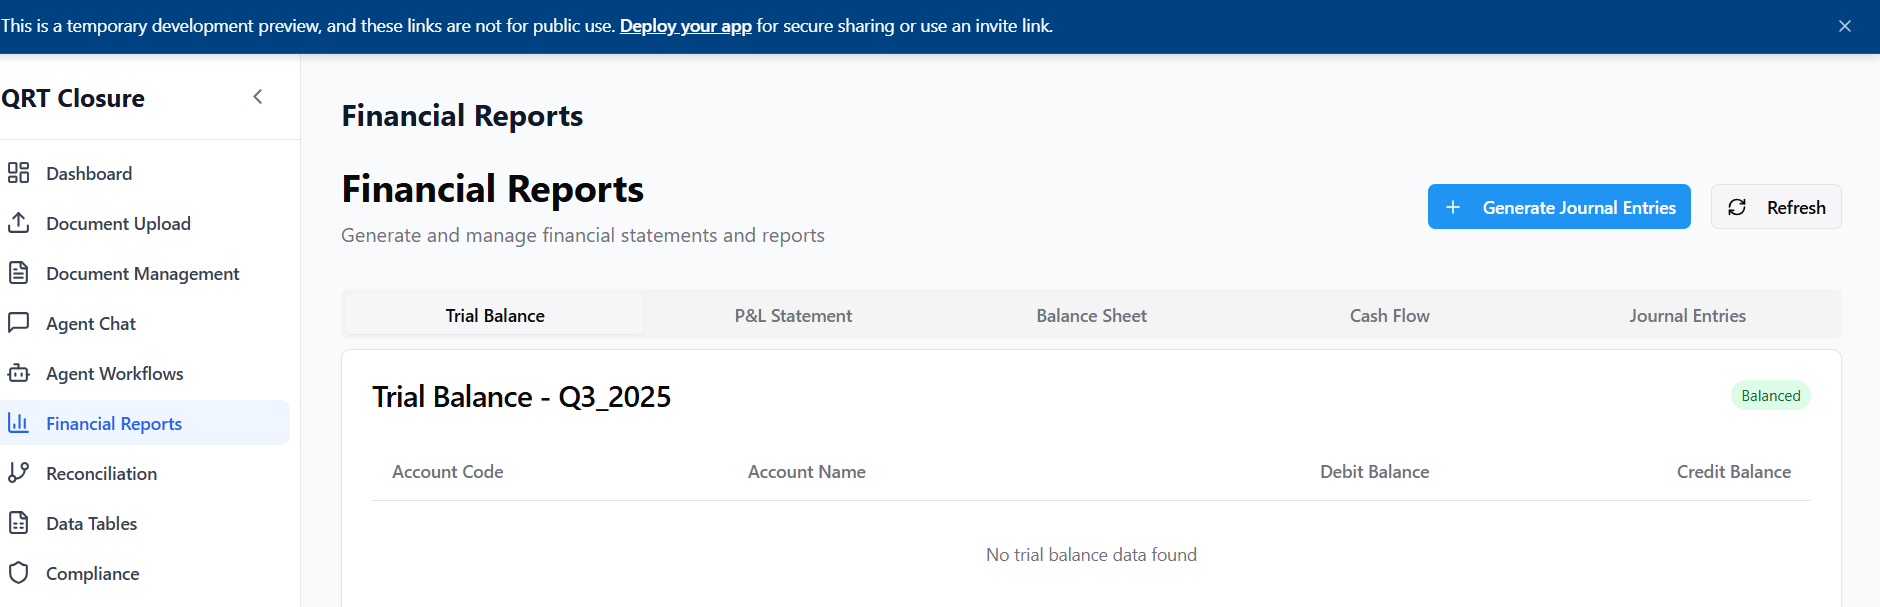 This is a temporary development preview, and these links are not for public use. Deploy your app for secure sharing or use an invite link.
QRT Closure
Dashboard
Document Upload
Document Management
Agent Chat
Agent Workflows
Financial Reports
Reconciliation
Data Tables
Compliance
Financial Reports
Financial Reports
Generate and manage financial statements and reports
Generate Journal Entries
Refresh
Trial Balance
P&L Statement
Balance Sheet
Cash Flow
Journal Entries
Trial Balance - Q3_2025
Balanced
Account Code
Account Name
Debit Balance
Credit Balance
No trial balance data found